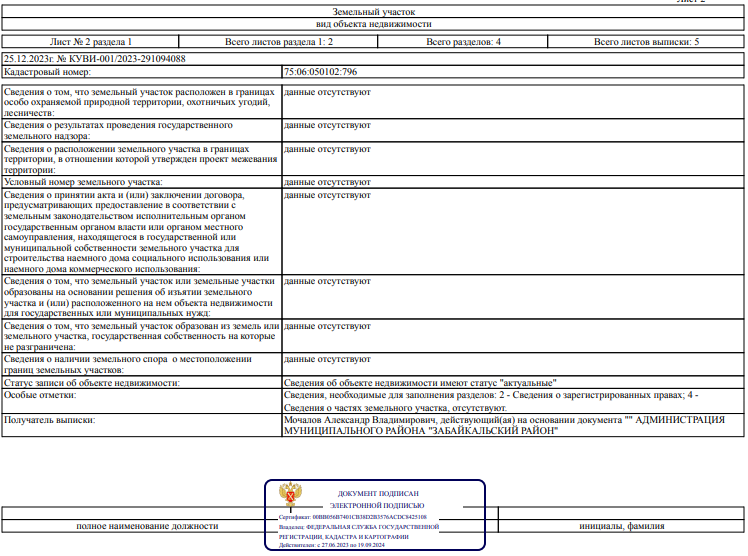 Лист 2
Земельный участок
вид объекта недвижимости
Лист № 2 раздела 1
Всего листов раздела 1: 2
Всего разделов: 4
Всего листов выписки: 5
25.12.2023г. № КУВИ-001/2023-291094088
Кадастровый номер:
75:06:050102:796
Сведения о том, что земельный участок расположен в границах
особо охраняемой природной территории, охотничьих угодий,
лесничеств:
данные отсутствуют
Сведения о результатах проведения государственного
земельного надзора:
данные отсутствуют
Сведения о расположении земельного участка в границах
территории, в отношении которой утвержден проект межевания
территории:
данные отсутствуют
Условный номер земельного участка:
данные отсутствуют
Сведения о принятии акта и (или) заключении договора,
предусматривающих предоставление в соответствии с
земельным законодательством исполнительным органом
государственным органом власти или органом местного
самоуправления, находящегося в государственной или
муниципальной собственности земельного участка для
строительства наемного дома социального использования или
наемного дома коммерческого использования:
данные отсутствуют
Сведения о том, что земельный участок или земельные участки
образованы на основании решения об изъятии земельного
участка и (или) расположенного на нем объекта недвижимости
для государственных или муниципальных нужд:
данные отсутствуют
Сведения о том, что земельный участок образован из земель или
земельного участка, государственная собственность на которые
не разграничена:
данные отсутствуют
Сведения о наличии земельного спора о местоположении
границ земельных участков:
данные отсутствуют
Статус записи об объекте недвижимости:
Сведения об объекте недвижимости имеют статус "актуальные"
Особые отметки:
Сведения, необходимые для заполнения разделов: 2 - Сведения о зарегистрированных правах; 4 -
Сведения о частях земельного участка, отсутствуют.
Получатель выписки:
Мочалов Александр Владимирович, действующий(ая) на основании документа "" АДМИНИСТРАЦИЯ
МУНИЦИПАЛЬНОГО РАЙОНА "ЗАБАЙКАЛЬСКИЙ РАЙОН"
ДОКУМЕНТ ПОДПИСАН
ЭЛЕКТРОННОЙ ПОДПИСЬЮ
Сертификат: 00BB056B7401CB38D2B3576ACDC8425108
Владелец: ФЕДЕРАЛЬНАЯ СЛУЖБА ГОСУДАРСТВЕННОЙ
РЕГИСТРАЦИИ, КАДАСТРА И КАРТОГРАФИИ
Действителен: с 27.06.2023 по 19.09.2024
полное наименование должности
инициалы, фамилия